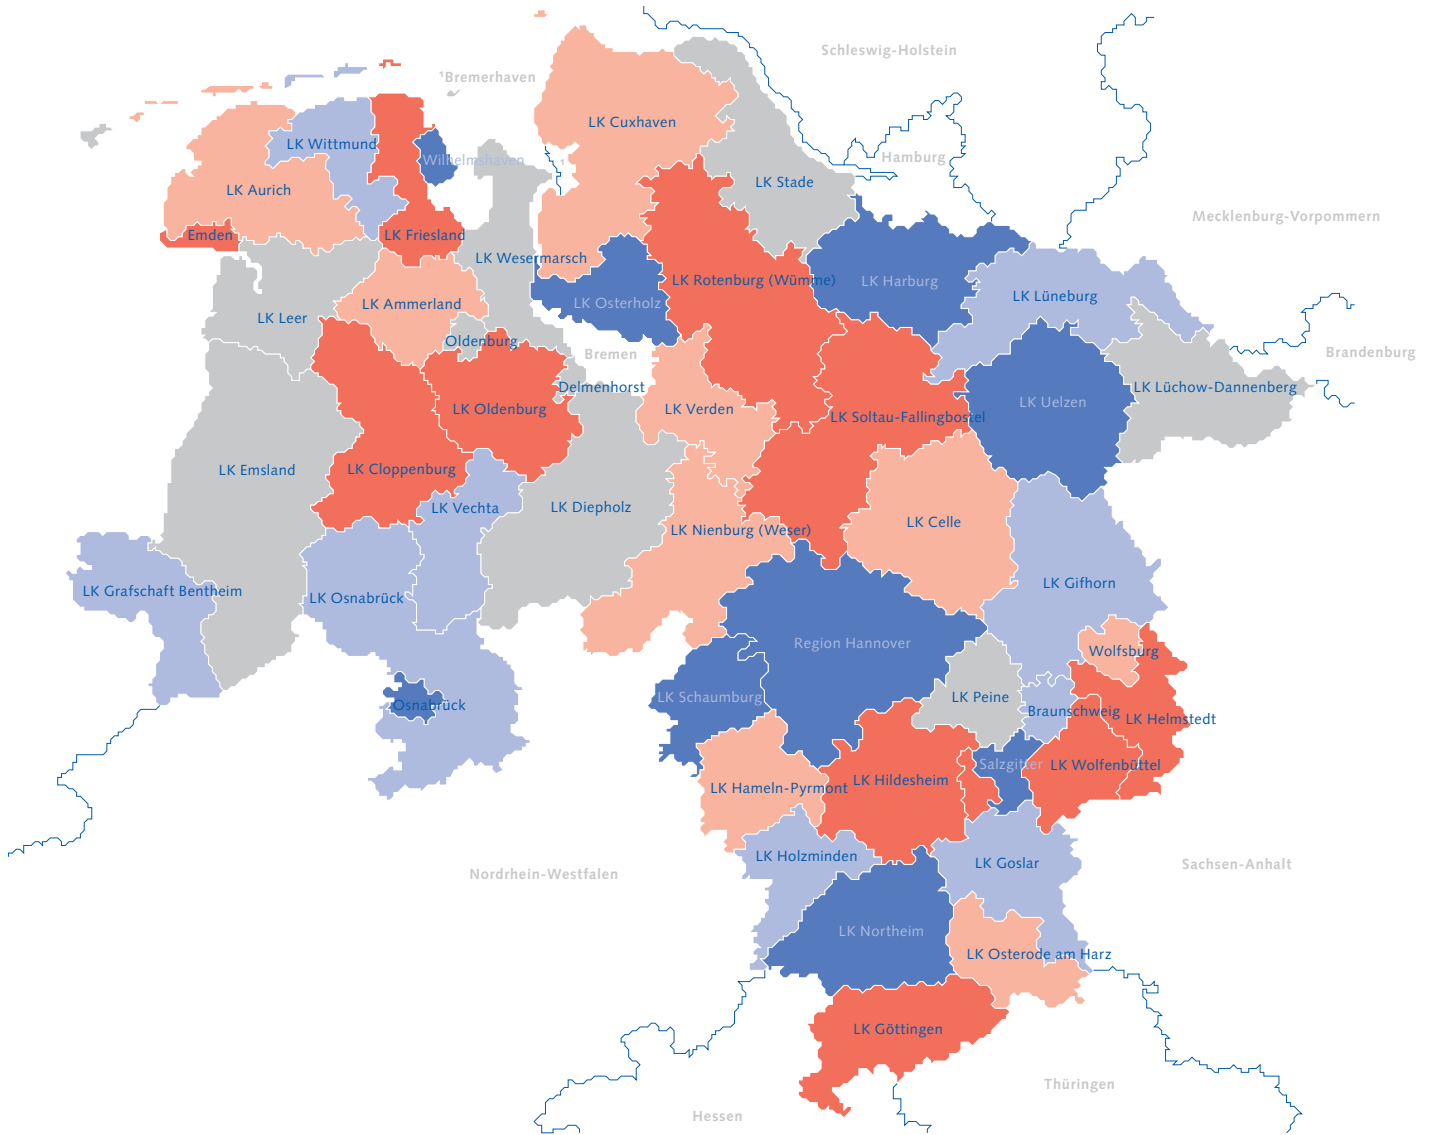 Schleswig-Holstein
¹Bremerhaven
LK Cuxhaven
LK Wittmund
Wilhelmshaven
1
Hamburg
LK Aurich
LK Stade
Mecklenburg-Vorpommern
Emden
LK Friesland
LK Wesermarsch
LK Rotenburg (Wümme)
LK Harburg
LK Lüneburg
LK Ammerland
LK Osterholz
LK Leer
Oldenburg
Bremen
Brandenburg
Delmenhorst
LK Lüchow-Dannenberg
LK Uelzen
LK Oldenburg
LK Verden
LK Soltau-Fallingbostel
LK Emsland
LK Cloppenburg
LK Vechta
LK Diepholz
LK Nienburg (Weser)
LK Celle
LK Grafschaft Bentheim
LK Osnabrück
LK Gifhorn
Region Hannover
Wolfsburg
LK Schaumburg
LK Peine
Osnabrück
Braunschweig
LK Helmstedt
Salzgitter
LK Wolfenbüttel
LK Hildesheim
LK Hameln-Pyrmont
LK Holzminden
LK Goslar
Sachsen-Anhalt
Nordrhein-Westfalen
LK Northeim
LK Osterode am Harz
LK Göttingen
Thüringen
Hessen